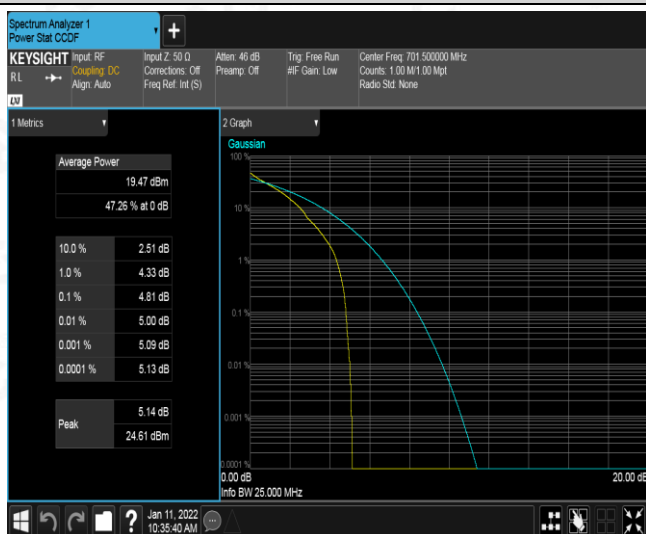 Spectrum Analyzer 1
Power Stat CCDF
+
KEYSIGHT
RL
LXI
Input: RF
Coupling: DC
Align: Auto
Input Z: 50 Ω
Corrections: Off
Freq Ref: Int (S)
Atten: 46 dB
Preamp: Off
Trig: Free Run
#IF Gain: Low
Center Freq: 701.500000 MHz
Counts: 1.00 M/1.00 Mpt
Radio Std: None
1 Metrics
Average Power
19.47 dBm
47.26 % at 0 dB
10.0 % 2.51 dB
1.0 % 4.33 dB
0.1 % 4.81 dB
0.01 % 5.00 dB
0.001 % 5.09 dB
0.0001 % 5.13 dB
Peak
5.14 dB
24.61 dBm
2 Graph
Gaussian
100 %
10 %
1 %
0.1 %
0.01 %
0.001 %
0.0001 %
0.00 dB
20.00 dB
Info BW 25.000 MHz
?
Jan 11, 2022
10:35:40 AM